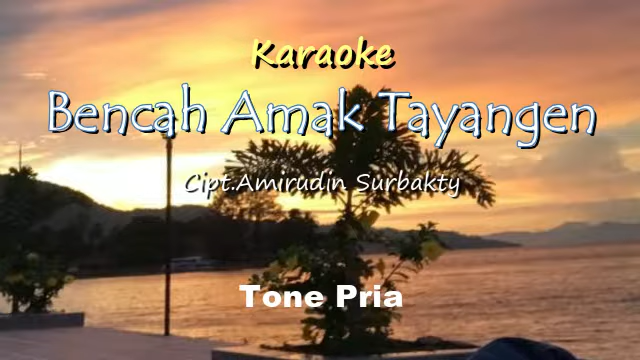 Karaoke
Bencah Amak Tayangen
Cipt.Amirudin Surbakty
Tone Pria